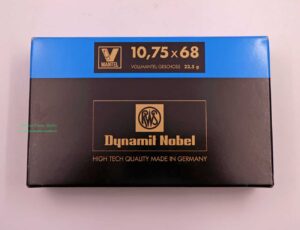 V
MANTEL
10,75 x 68
VOLLMANTEL GESCHOSS 22.5 g
RWS
Dynamit Nobel
HIGH TECH QUALITY MADE IN GERMANY